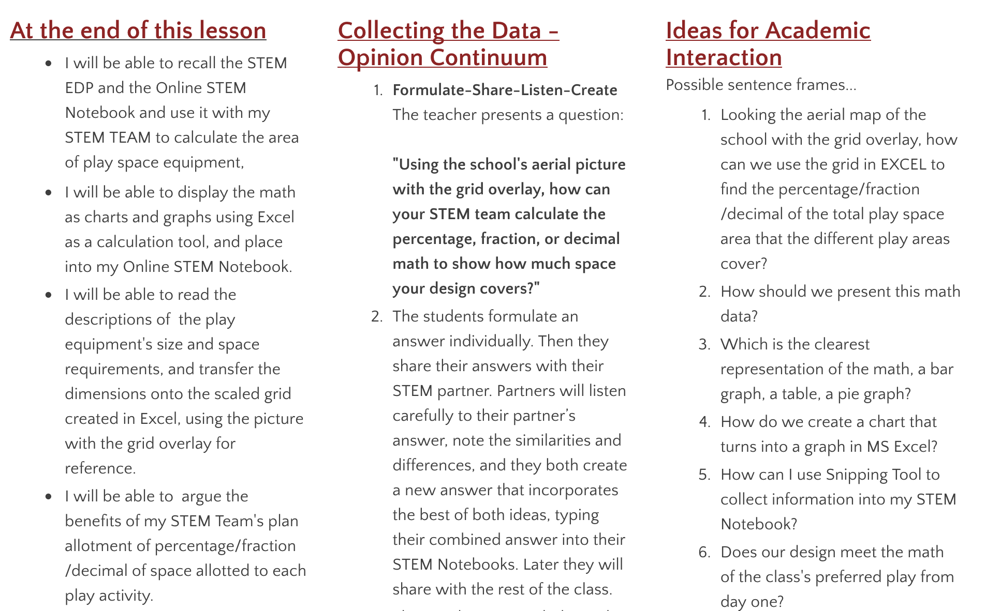 At the end of this lesson
• I will be able to recall the STEM
EDP and the Online STEM
Notebook and use it with my
STEM TEAM to calculate the area
of play space equipment,
• I will be able to display the math
as charts and graphs using Excel
as a calculation tool, and place
into my Online STEM Notebook.
• I will be able to read the
descriptions of  the play
equipment's size and space
requirements, and transfer the
dimensions onto the scaled grid
created in Excel, using the picture
with the grid overlay for
reference.
• I will be able to  argue the
benefits of my STEM Team's plan
allotment of percentage/fraction
/decimal of space allotted to each
play activity.
Collecting the Data -
Opinion Continuum
1. Formulate-Share-Listen-Create
The teacher presents a question:
"Using the school's aerial picture
with the grid overlay, how can
your STEM team calculate the
percentage, fraction, or decimal
math to show how much space
your design covers?"
2. The students formulate an
answer individually. Then they
share their answers with their
STEM partner. Partners will listen
carefully to their partner’s
answer, note the similarities and
differences, and they both create
a new answer that incorporates
the best of both ideas, typing
their combined answer into their
STEM Notebooks. Later they will
share with the rest of the class.
Ideas for Academic
Interaction
Possible sentence frames...
1. Looking the aerial map of the
school with the grid overlay, how
can we use the grid in EXCEL to
find the percentage/fraction
/decimal of the total play space
area that the different play areas
cover?
2. How should we present this math
data?
3. Which is the clearest
representation of the math, a bar
graph, a table, a pie graph?
4. How do we create a chart that
turns into a graph in MS Excel?
5. How can I use Snipping Tool to
collect information into my STEM
Notebook?
6. Does our design meet the math
of the class's preferred play from
day one?